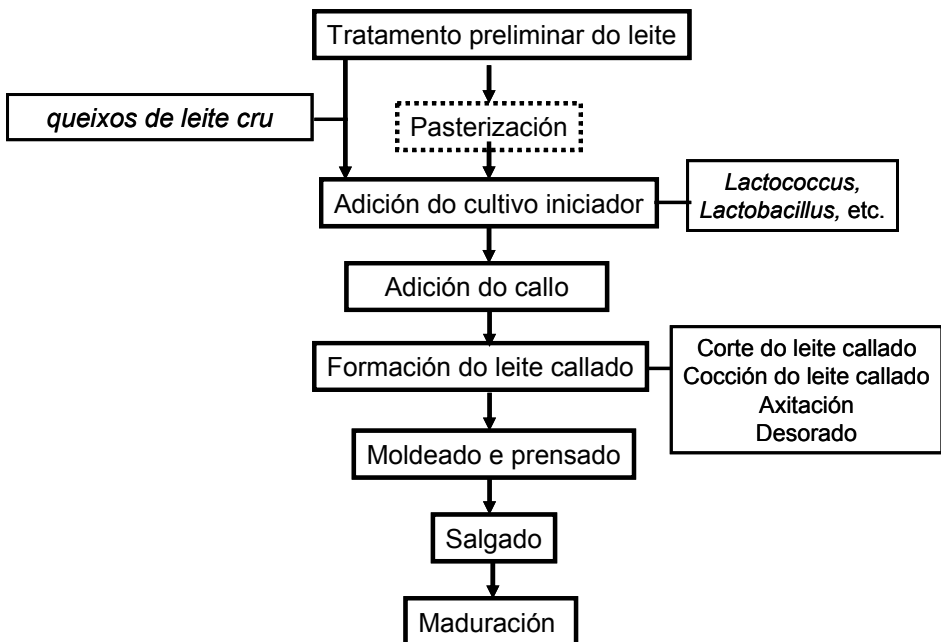 Tratamento preliminar do leite
queixos de leite cru
Pasterización
Adición do cultivo iniciador
Lactococcus,
Lactobacillus, etc.
Adición do callo
Formación do leite callado
Corte do leite callado
Cocción do leite callado
Axitación
Desorado
Moldeado e prensado
Salgado
Maduración